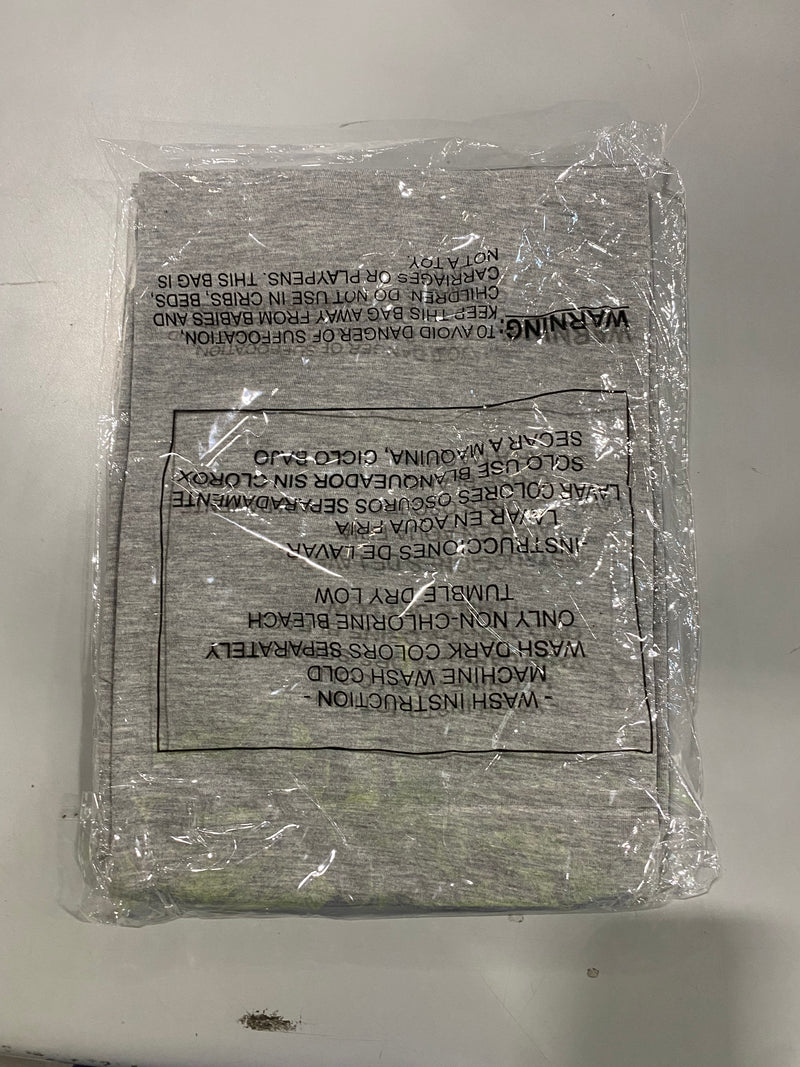 - WASH INSTRUCTION -
MACHINE WASH COLD
WASH DARK COLORS SEPARATELY
ONLY NON-CHLORINE BLEACH
TUMBLE DRY LOW
-INSTRUCCIONES DE LAVAR
LAVAR EN AQUA FRIA
LAVAR COLORES OSCUROS SEPARADAMENTE
SOLO USE BLANQUEADOR SIN CLOROX
SECAR A MAQUINA, CICLO BAJO
WARNING: TO AVOID DANGER OF SUFFOCATION,
KEEP THIS BAG AWAY FROM BABIES AND
CHILDREN. DO NOT USE IN CRIBS, BEDS,
CARRIAGES OR PLAYPENS. THIS BAG IS
NOT A TOY.